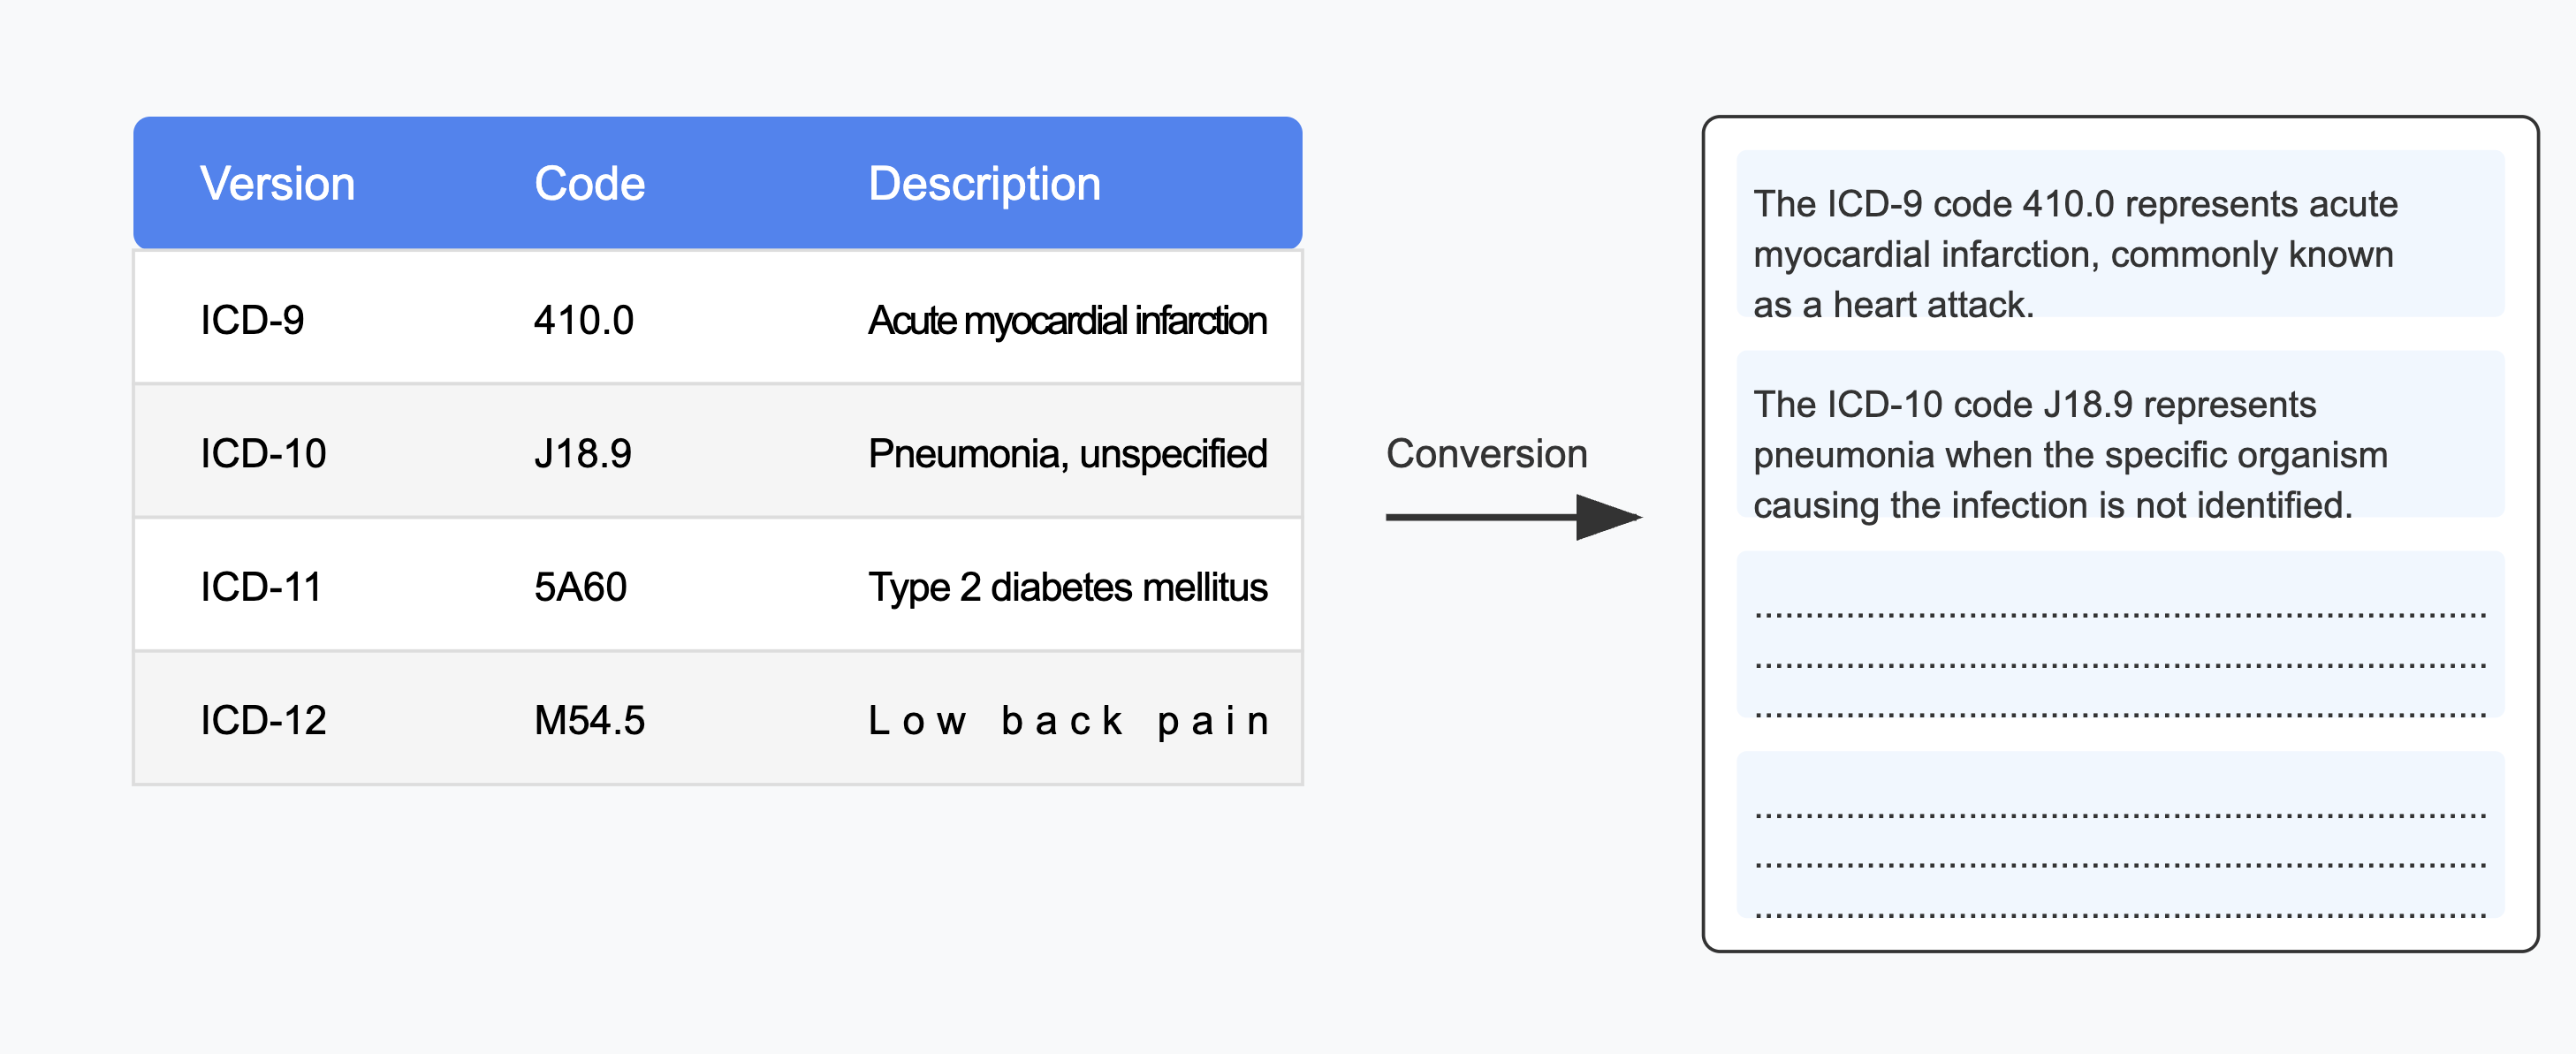 Version Code Description
ICD-9 410.0 Acute myocardial infarction
ICD-10 J18.9 Pneumonia, unspecified
ICD-11 5A60 Type 2 diabetes mellitus
ICD-12 M54.5 Low back pain
Conversion
The ICD-9 code 410.0 represents acute
myocardial infarction, commonly known
as a heart attack.
The ICD-10 code J18.9 represents
pneumonia when the specific organism
causing the infection is not identified.
........................................................................
........................................................................
........................................................................
........................................................................
........................................................................
........................................................................